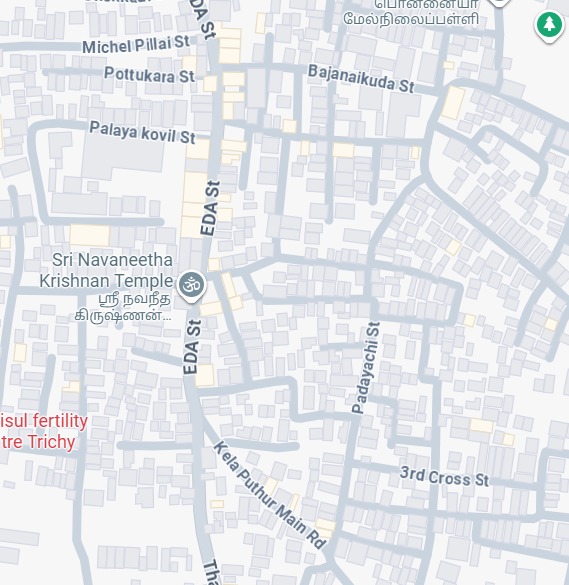 EDA St
பொன்னையா
மேல்நிலைப்பள்ளி
Michel Pillai St
Pottukara St
Bajanaikuda St
Palaya kovil St
EDA St
Sri Navaneetha
Krishnan Temple
ஸ்ரீ நவநீத
கிருஷ்ணன்...
ॐ
EDA St
Padayachi St
isul fertility
tre Trichy
Kela Puthur Main Rd
3rd Cross St
Tha